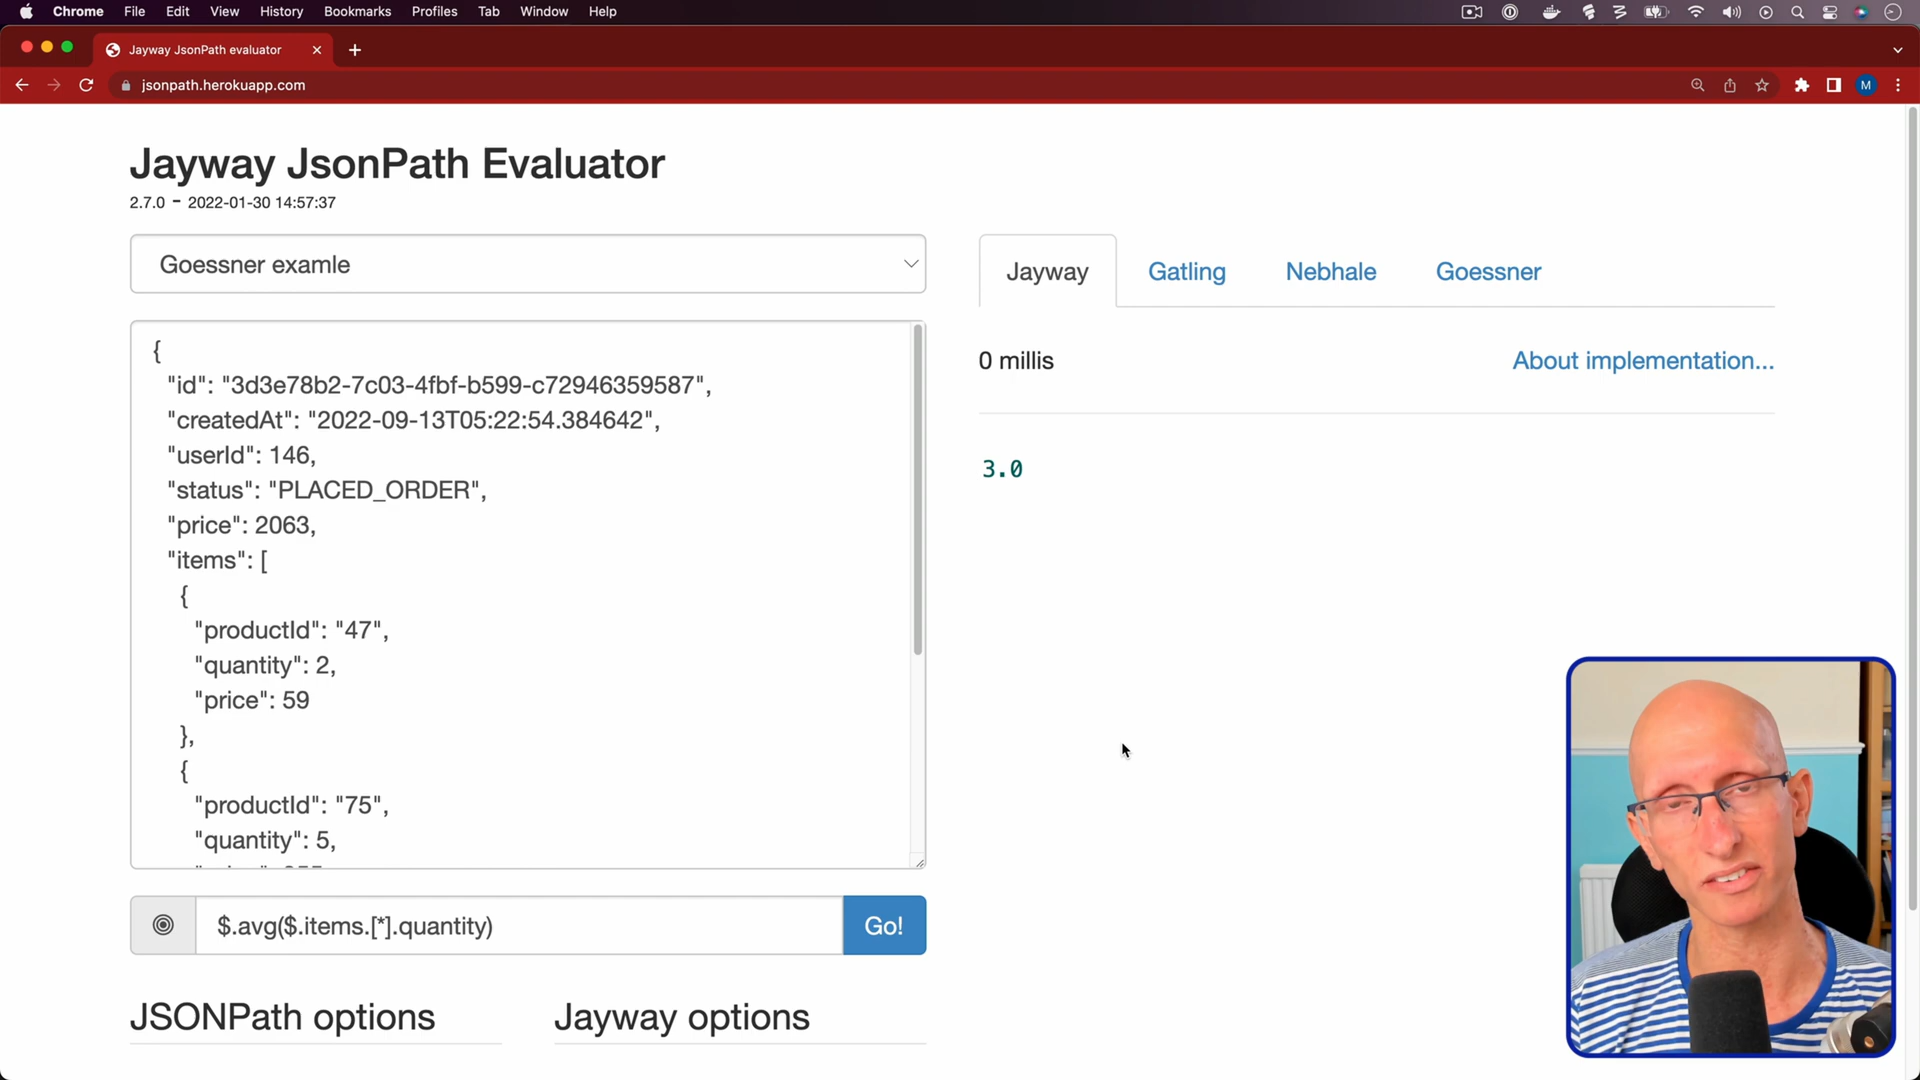 Chrome File Edit View History Bookmarks Profiles Tab Window Help
Jayway JsonPath evaluator
jsonpath.herokuapp.com
M
Jayway JsonPath Evaluator
2.7.0 - 2022-01-30 14:57:37
Goessner examle
{
"id": "3d3e78b2-7c03-4fbf-b599-c72946359587",
"createdAt": "2022-09-13T05:22:54.384642",
"userId": 146,
"status": "PLACED_ORDER",
"price": 2063,
"items": [
{
"productId": "47",
"quantity": 2,
"price": 59
},
{
"productId": "75",
"quantity": 5,
$.avg($.items.[*].quantity)
Go!
JSONPath options
Jayway options
Jayway Gatling Nebhale Goessner
0 millis
About implementation...
3.0